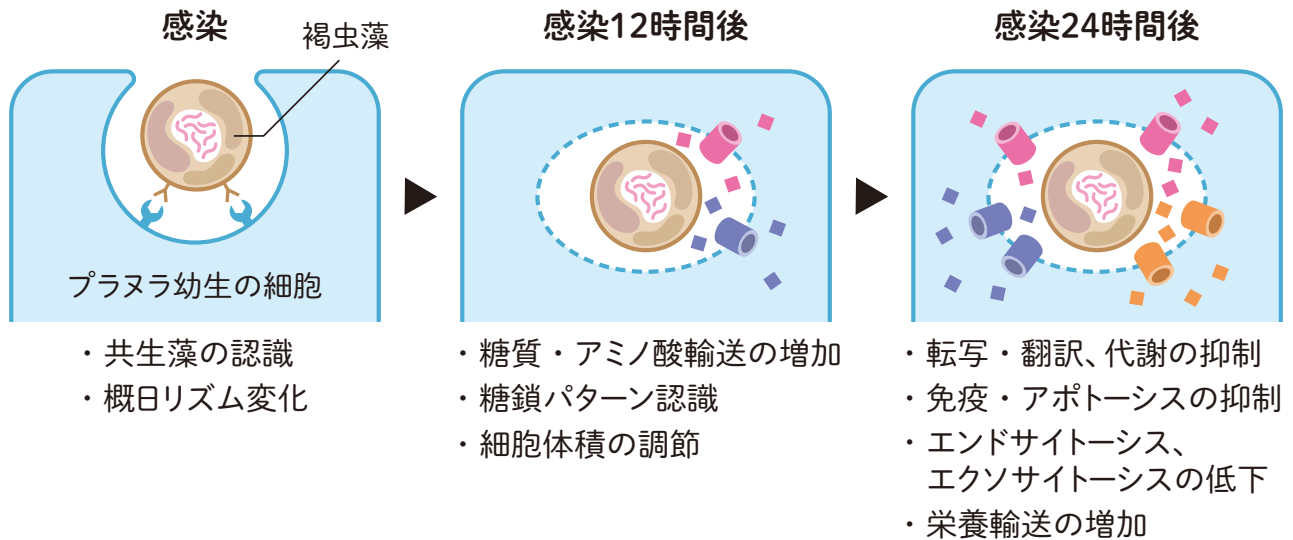 感染
褐虫藻
プラヌラ幼生の細胞
・共生藻の認識
・概日リズム変化
感染12時間後
・糖質・アミノ酸輸送の増加
・糖鎖パターン認識
・細胞体積の調節
感染24時間後
・転写・翻訳、代謝の抑制
・免疫・アポトーシスの抑制
・エンドサイトーシス、
エクソサイトーシスの低下
・栄養輸送の増加